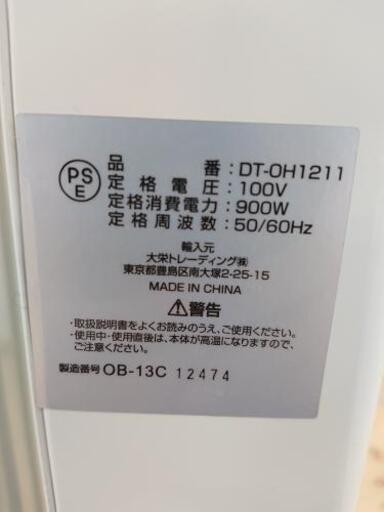 PS
E
品番：DT-OH1211
定格電圧：100V
定格消費電力：900W
定格周波数：50/60Hz
輸入元
大栄トレーディング㈱
東京都豊島区南大塚2-25-15
MADE IN CHINA
⚠警告
・取扱説明書をよくお読みのうえ、ご使用ください。
・使用中・使用直後は、本体が高温になりますので、
ご注意ください。
製造番号 OB-13C 12474